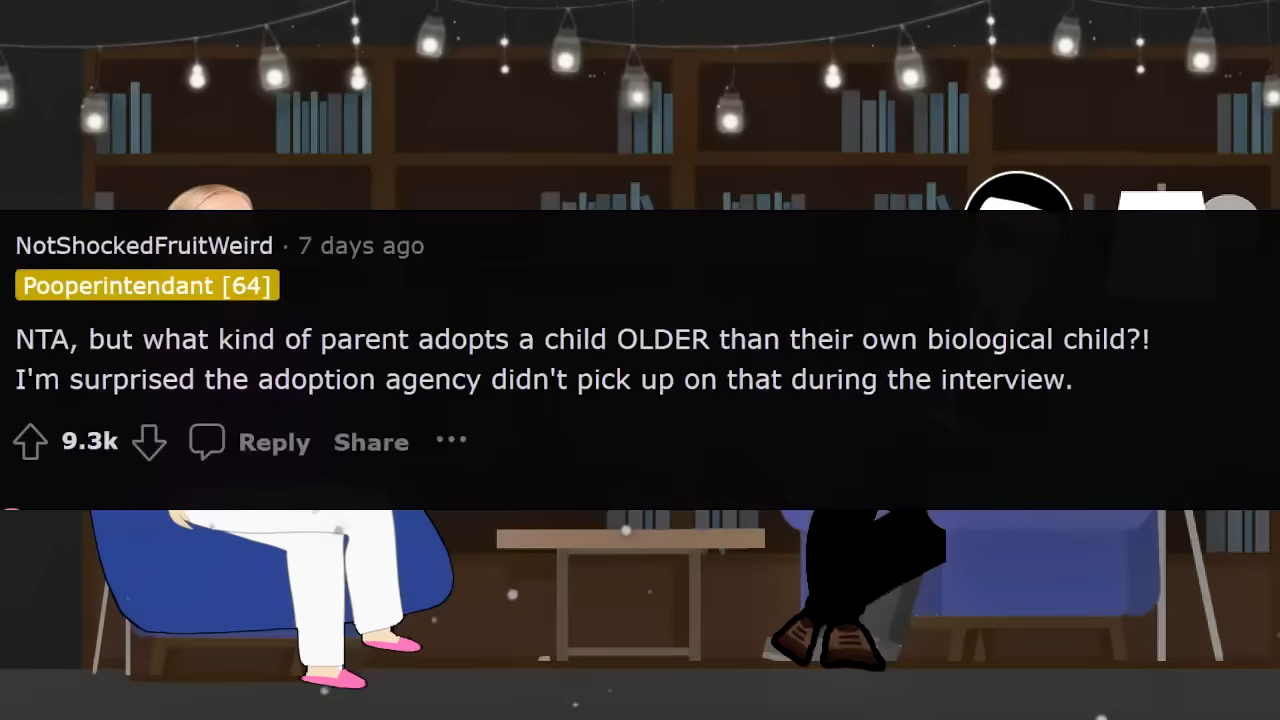 NotShockedFruitWeird · 7 days ago
Pooperintendant [64]
NTA, but what kind of parent adopts a child OLDER than their own biological child?!
I'm surprised the adoption agency didn't pick up on that during the interview.
9.3k Reply Share ···